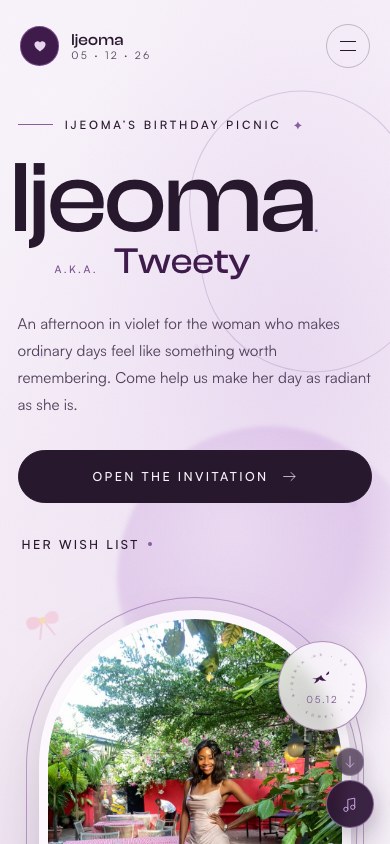 Ijeoma
05 · 12 · 26
IJEOMA'S BIRTHDAY PICNIC
Ijeoma.
A.K.A. Tweety
An afternoon in violet for the woman who makes
ordinary days feel like something worth
remembering. Come help us make her day as radiant
as she is.
OPEN THE INVITATION →
HER WISH LIST •
05.12